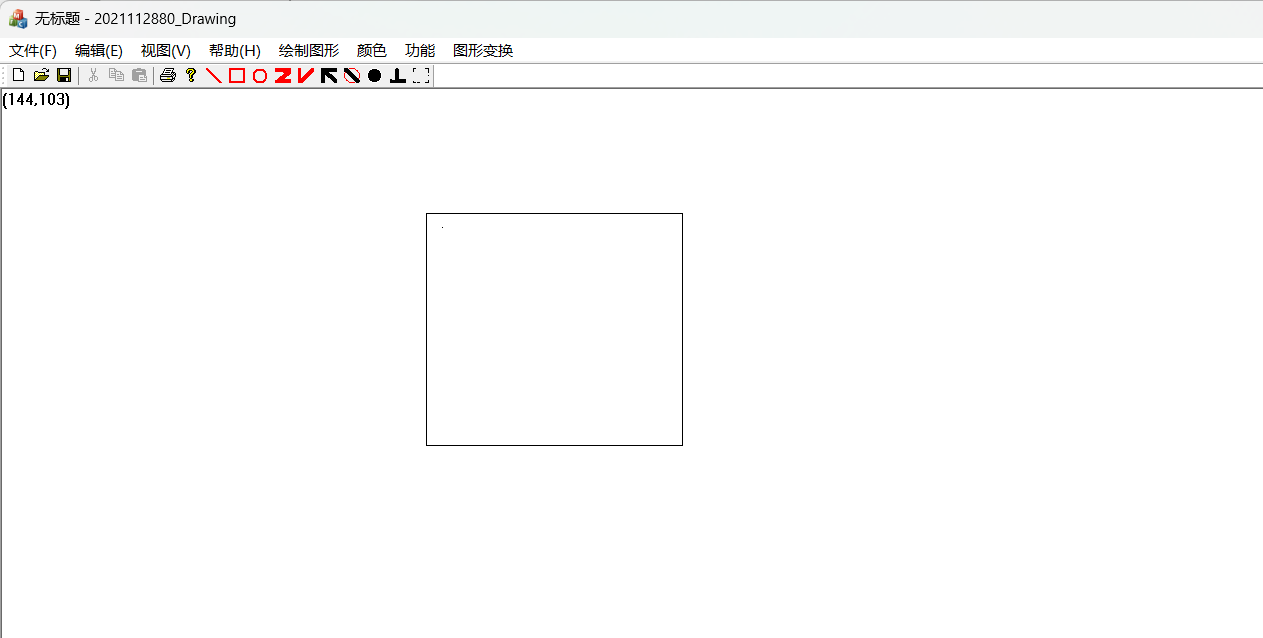 无标题 - 2021112880_Drawing
文件(F) 编辑(E) 视图(V) 帮助(H) 绘制图形 颜色 功能 图形变换
(144,103)